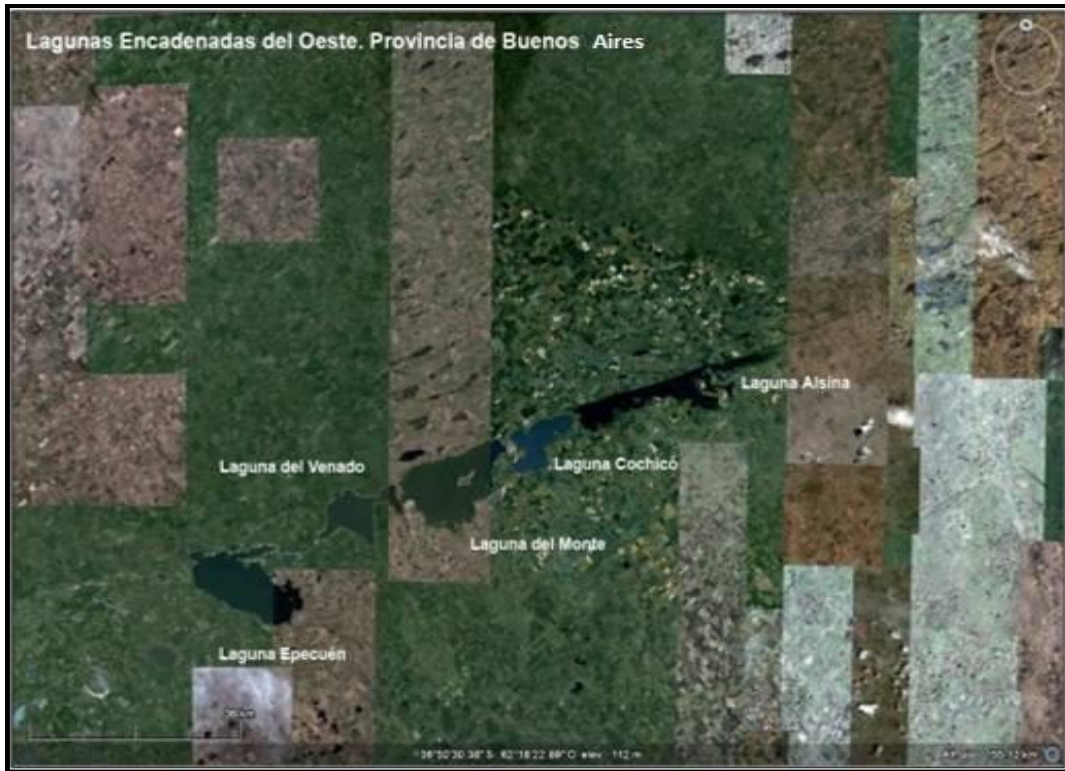 Lagunas Encadenadas del Oeste. Provincia de Buenos Aires
Laguna Alsina
Laguna del Venado
Laguna Cochicó
Laguna del Monte
Laguna Epecuén